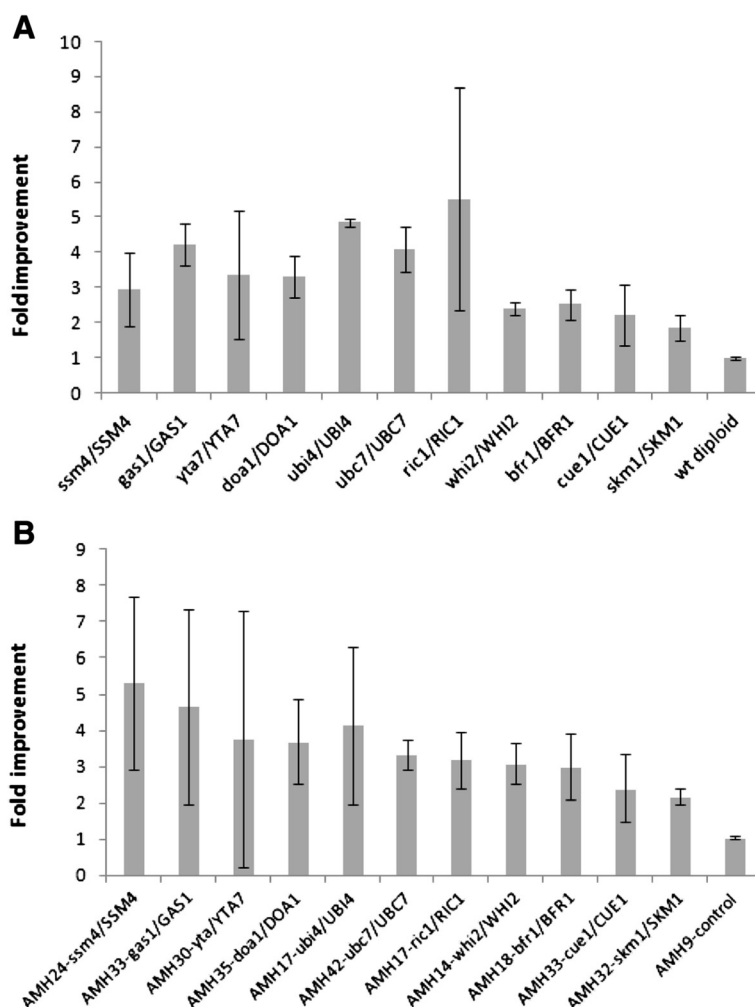 A
10
9
8
7
6
5
4
3
2
1
0
Fold improvement
ssm4/SSM4
gas1/GAS1
yta7/YTA7
doa1/DOA1
ubi4/UBI4
ubc7/UBC7
ric1/RIC1
whi2/WHI2
bfr1/BFR1
cue1/CUE1
skm1/SKM1
wt diploid
B
9
8
7
6
5
4
3
2
1
0
Fold improvement
AMH24-ssm4/SSM4
AMH33-gas1/GAS1
AMH30-yta/YTA7
AMH35-doa1/DOA1
AMH17-ubi4/UBI4
AMH42-ubc7/UBC7
AMH17-ric1/RIC1
AMH14-whi2/WHI2
AMH18-bfr1/BFR1
AMH33-cue1/CUE1
AMH32-skm1/SKM1
AMH9-control